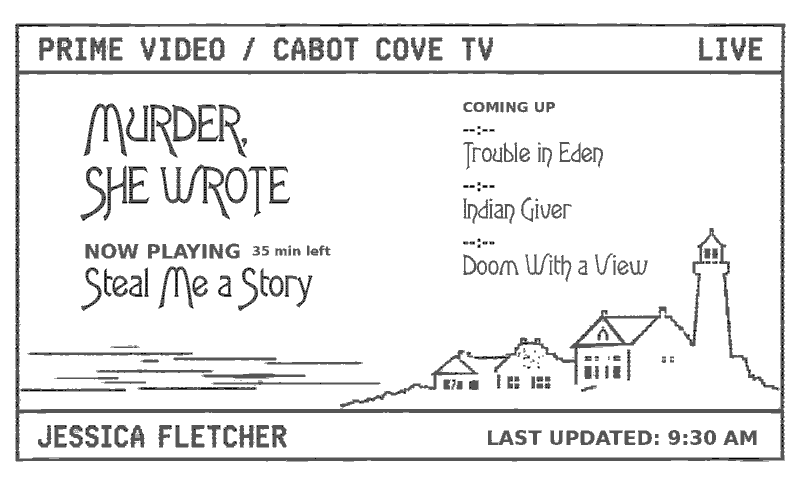 PRIME VIDEO / CABOT COVE TV
LIVE
MURDER,
SHE WROTE
NOW PLAYING 35 min left
Steal Me a Story
COMING UP
--:--
Trouble in Eden
--:--
Indian Giver
--:--
Doom With a View
JESSICA FLETCHER
LAST UPDATED: 9:30 AM